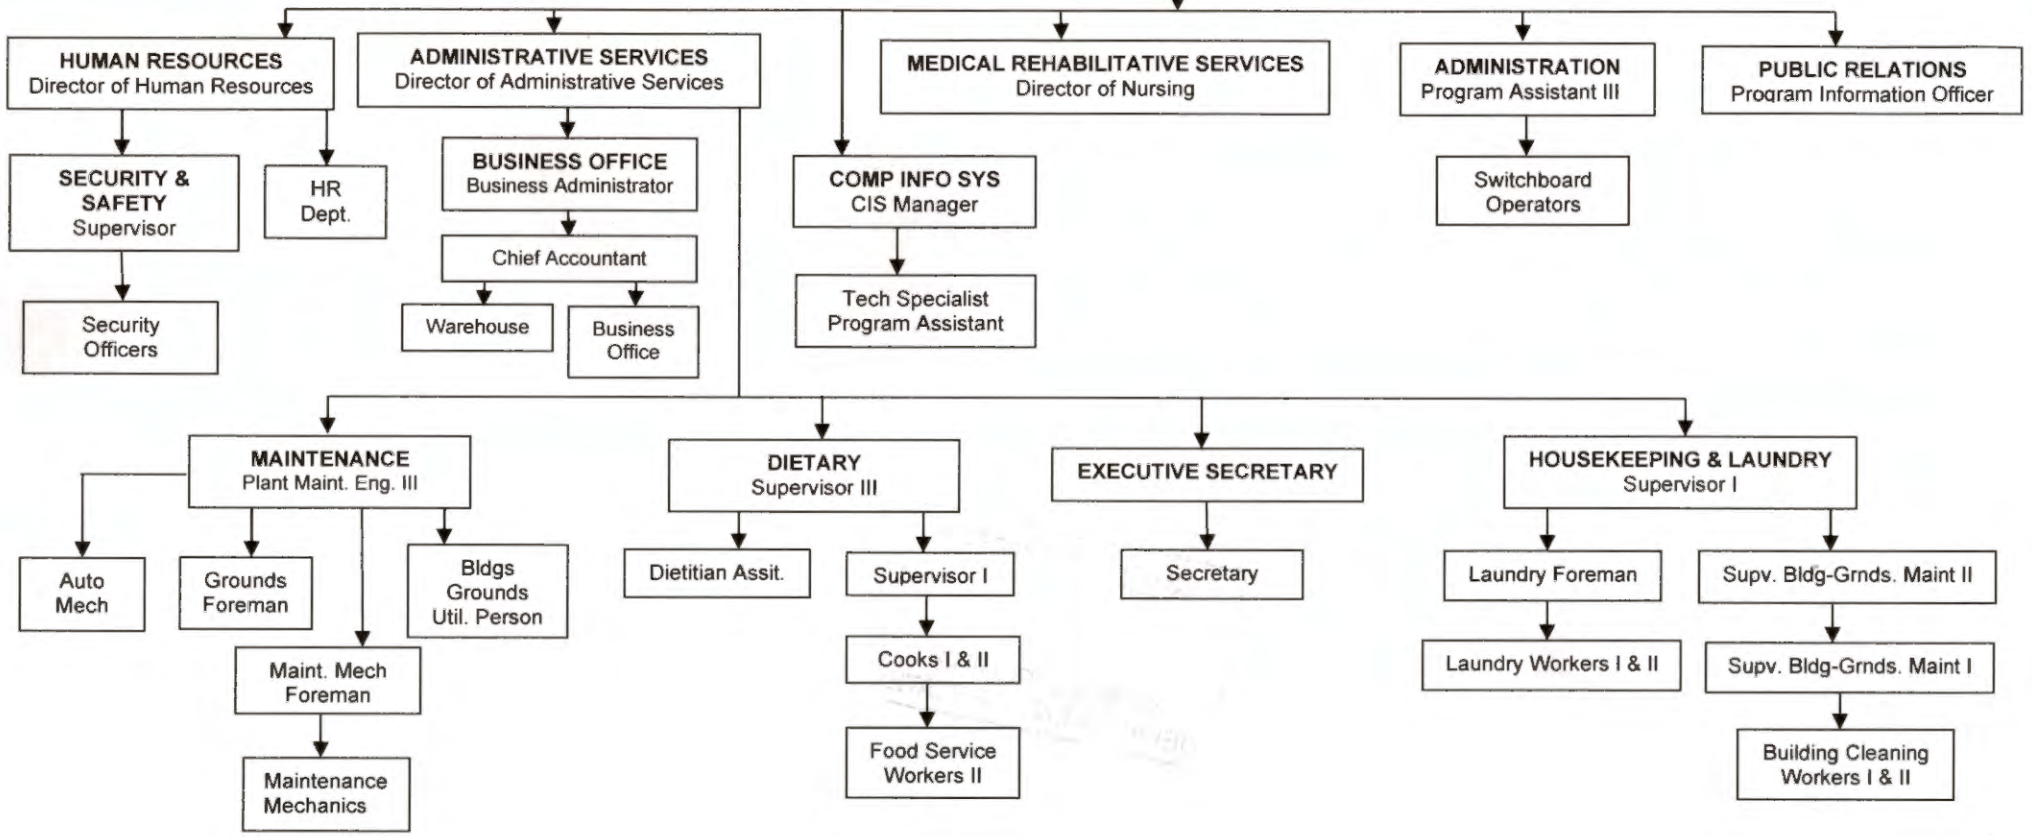 HUMAN RESOURCES
Director of Human Resources
ADMINISTRATIVE SERVICES
Director of Administrative Services
MEDICAL REHABILITATIVE SERVICES
Director of Nursing
ADMINISTRATION
Program Assistant III
PUBLIC RELATIONS
Program Information Officer
SECURITY &
SAFETY
Supervisor
HR
Dept.
BUSINESS OFFICE
Business Administrator
COMP INFO SYS
CIS Manager
Switchboard
Operators
Chief Accountant
Security
Officers
Warehouse
Business
Office
Tech Specialist
Program Assistant
MAINTENANCE
Plant Maint. Eng. III
DIETARY
Supervisor III
EXECUTIVE SECRETARY
HOUSEKEEPING & LAUNDRY
Supervisor I
Auto
Mech
Grounds
Foreman
Bldgs
Grounds
Util. Person
Dietitian Assit.
Supervisor I
Secretary
Laundry Foreman
Supv. Bldg-Grnds. Maint II
Maint. Mech
Foreman
Cooks I & II
Laundry Workers I & II
Supv. Bldg-Grnds. Maint I
Maintenance
Mechanics
Food Service
Workers II
Building Cleaning
Workers I & II